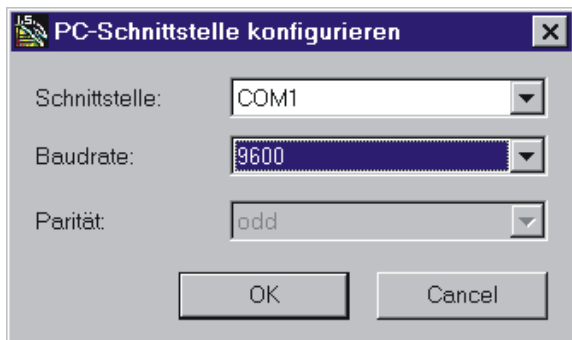 PC-Schnittstelle konfigurieren
Schnittstelle: COM1
Baudrate: 9600
Parität: odd
OK Cancel